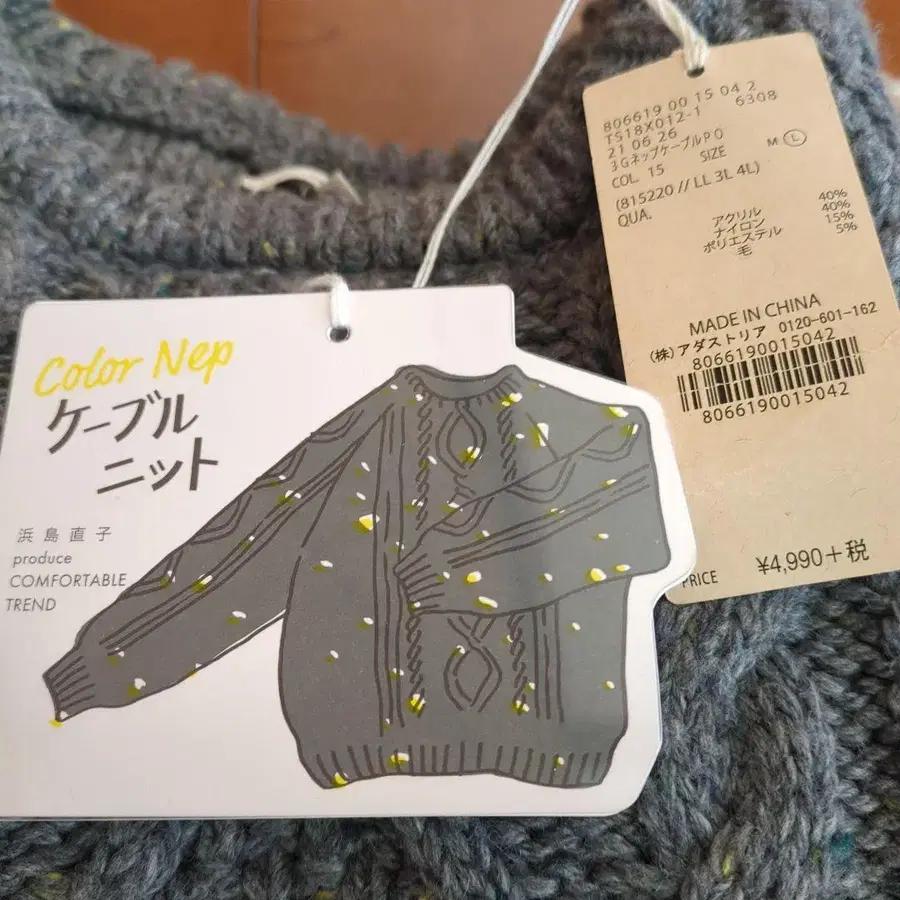 Color Nep
ケーブル
ニット
浜島直子
produce
COMFORTABLE
TREND
806619 00 15 04 2
TS18X012-1 6308
21 06 26
3GネップケーブルPO
COL. 15 SIZE M L
(815220 // LL 3L 4L)
QUA.
アクリル 40%
ナイロン 40%
ポリエステル 15%
毛 5%
MADE IN CHINA
(株)アダストリア 0120-601-162
8066190015042
8066190015042
PRICE ¥4,990+税